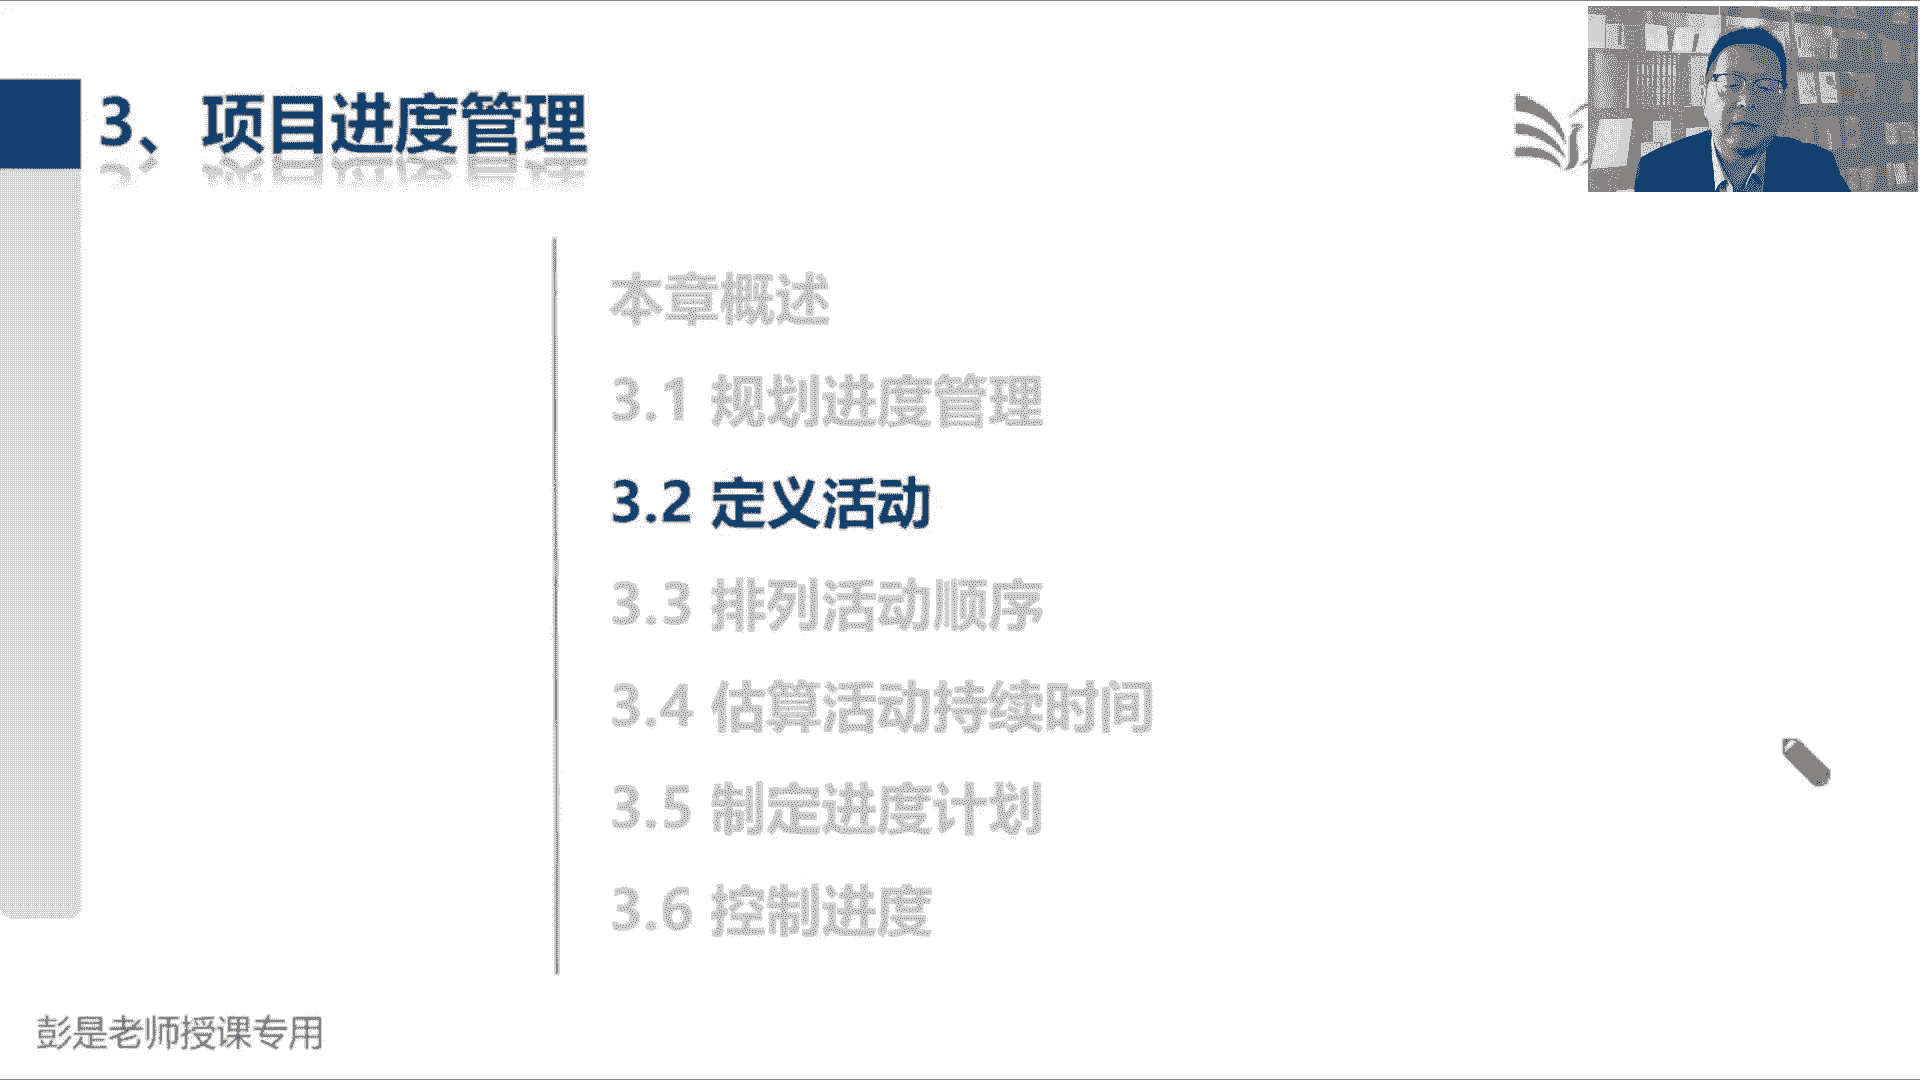 3、项目进度管理
本章概述
3.1 规划进度管理
3.2 定义活动
3.3 排列活动顺序
3.4 估算活动持续时间
3.5 制定进度计划
3.6 控制进度
彭是老师授课专用